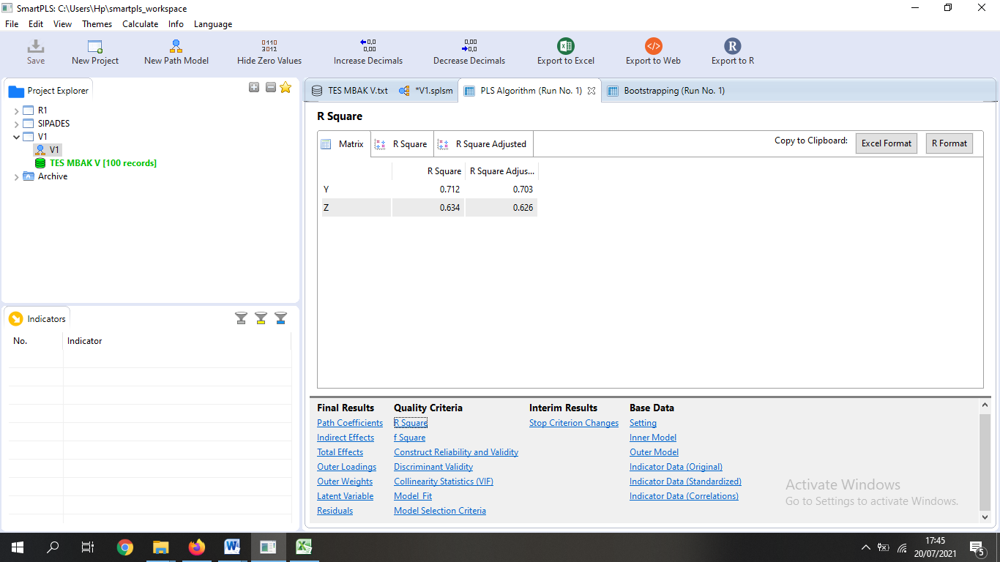 SmartPLS: C:\Users\Hp\smartpls_workspace
File Edit View Themes Calculate Info Language
0110 0,0 0,00
3012 0,00 0,0
Save New Project New Path Model Hide Zero Values Increase Decimals Decrease Decimals Export to Excel Export to Web Export to R
Project Explorer
R1
SIPADES
V1
V1
TES MBAK V [100 records]
Archive
Indicators
No. Indicator
TES MBAK V.txt *V1.splsm PLS Algorithm (Run No. 1) Bootstrapping (Run No. 1)
R Square
Matrix R Square R Square Adjusted Copy to Clipboard: Excel Format R Format
R Square R Square Adjus...
Y 0.712 0.703
Z 0.634 0.626
Final Results Quality Criteria Interim Results Base Data
Path Coefficients R Square Stop Criterion Changes Setting
Indirect Effects f Square Inner Model
Total Effects Construct Reliability and Validity Outer Model
Outer Loadings Discriminant Validity Indicator Data (Original)
Outer Weights Collinearity Statistics (VIF) Indicator Data (Standardized)
Latent Variable Model_Fit Indicator Data (Correlations)
Residuals Model Selection Criteria
Activate Windows
Go to Settings to activate Windows.
17:45
20/07/2021
5